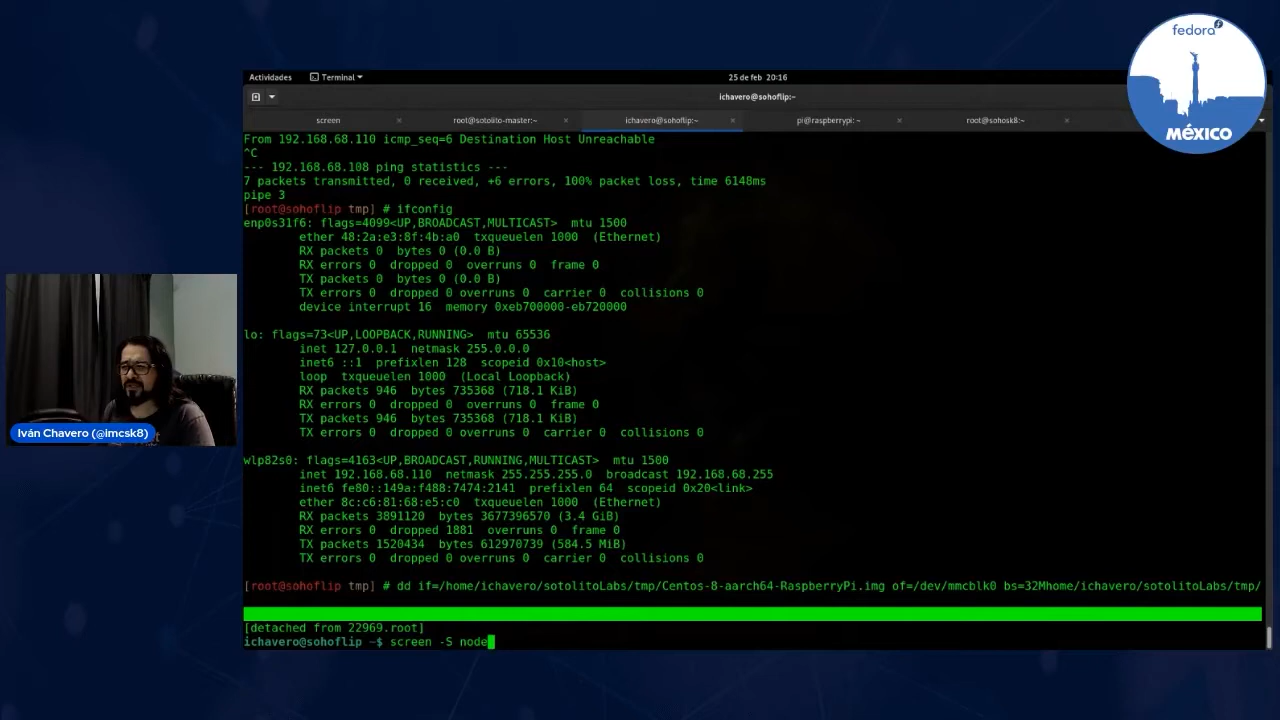 fedora
MÉXICO
Actividades
Terminal
25 de feb 20:16
ichavero@sohoflip:~
screen
root@sotolito-master:~
ichavero@sohoflip:~
pi@raspberrypi: ~
root@sohosk8:~
From 192.168.68.110 icmp_seq=6 Destination Host Unreachable
^C
--- 192.168.68.108 ping statistics ---
7 packets transmitted, 0 received, +6 errors, 100% packet loss, time 6148ms
pipe 3
[root@sohoflip tmp] # ifconfig
enp0s31f6: flags=4099<UP,BROADCAST,MULTICAST>  mtu 1500
ether 48:2a:e3:8f:4b:a0  txqueuelen 1000  (Ethernet)
RX packets 0  bytes 0 (0.0 B)
RX errors 0  dropped 0  overruns 0  frame 0
TX packets 0  bytes 0 (0.0 B)
TX errors 0  dropped 0 overruns 0  carrier 0  collisions 0
device interrupt 16  memory 0xeb700000-eb720000
lo: flags=73<UP,LOOPBACK,RUNNING>  mtu 65536
inet 127.0.0.1  netmask 255.0.0.0
inet6 ::1  prefixlen 128  scopeid 0x10<host>
loop  txqueuelen 1000  (Local Loopback)
RX packets 946  bytes 735368 (718.1 KiB)
RX errors 0  dropped 0  overruns 0  frame 0
TX packets 946  bytes 735368 (718.1 KiB)
TX errors 0  dropped 0 overruns 0  carrier 0  collisions 0
wlp82s0: flags=4163<UP,BROADCAST,RUNNING,MULTICAST>  mtu 1500
inet 192.168.68.110  netmask 255.255.255.0  broadcast 192.168.68.255
inet6 fe80::149a:f488:7474:2141  prefixlen 64  scopeid 0x20<link>
ether 8c:c6:81:68:e5:c0  txqueuelen 1000  (Ethernet)
RX packets 3891120  bytes 3677396570 (3.4 GiB)
RX errors 0  dropped 1881  overruns 0  frame 0
TX packets 1520434  bytes 612970739 (584.5 MiB)
TX errors 0  dropped 0 overruns 0  carrier 0  collisions 0
[root@sohoflip tmp] # dd if=/home/ichavero/sotolitoLabs/tmp/Centos-8-aarch64-RaspberryPi.img of=/dev/mmcblk0 bs=32Mhome/ichavero/sotolitoLabs/tmp/
[detached from 22969.root]
ichavero@sohoflip ~$ screen -S node
Iván Chavero (@imcsk8)